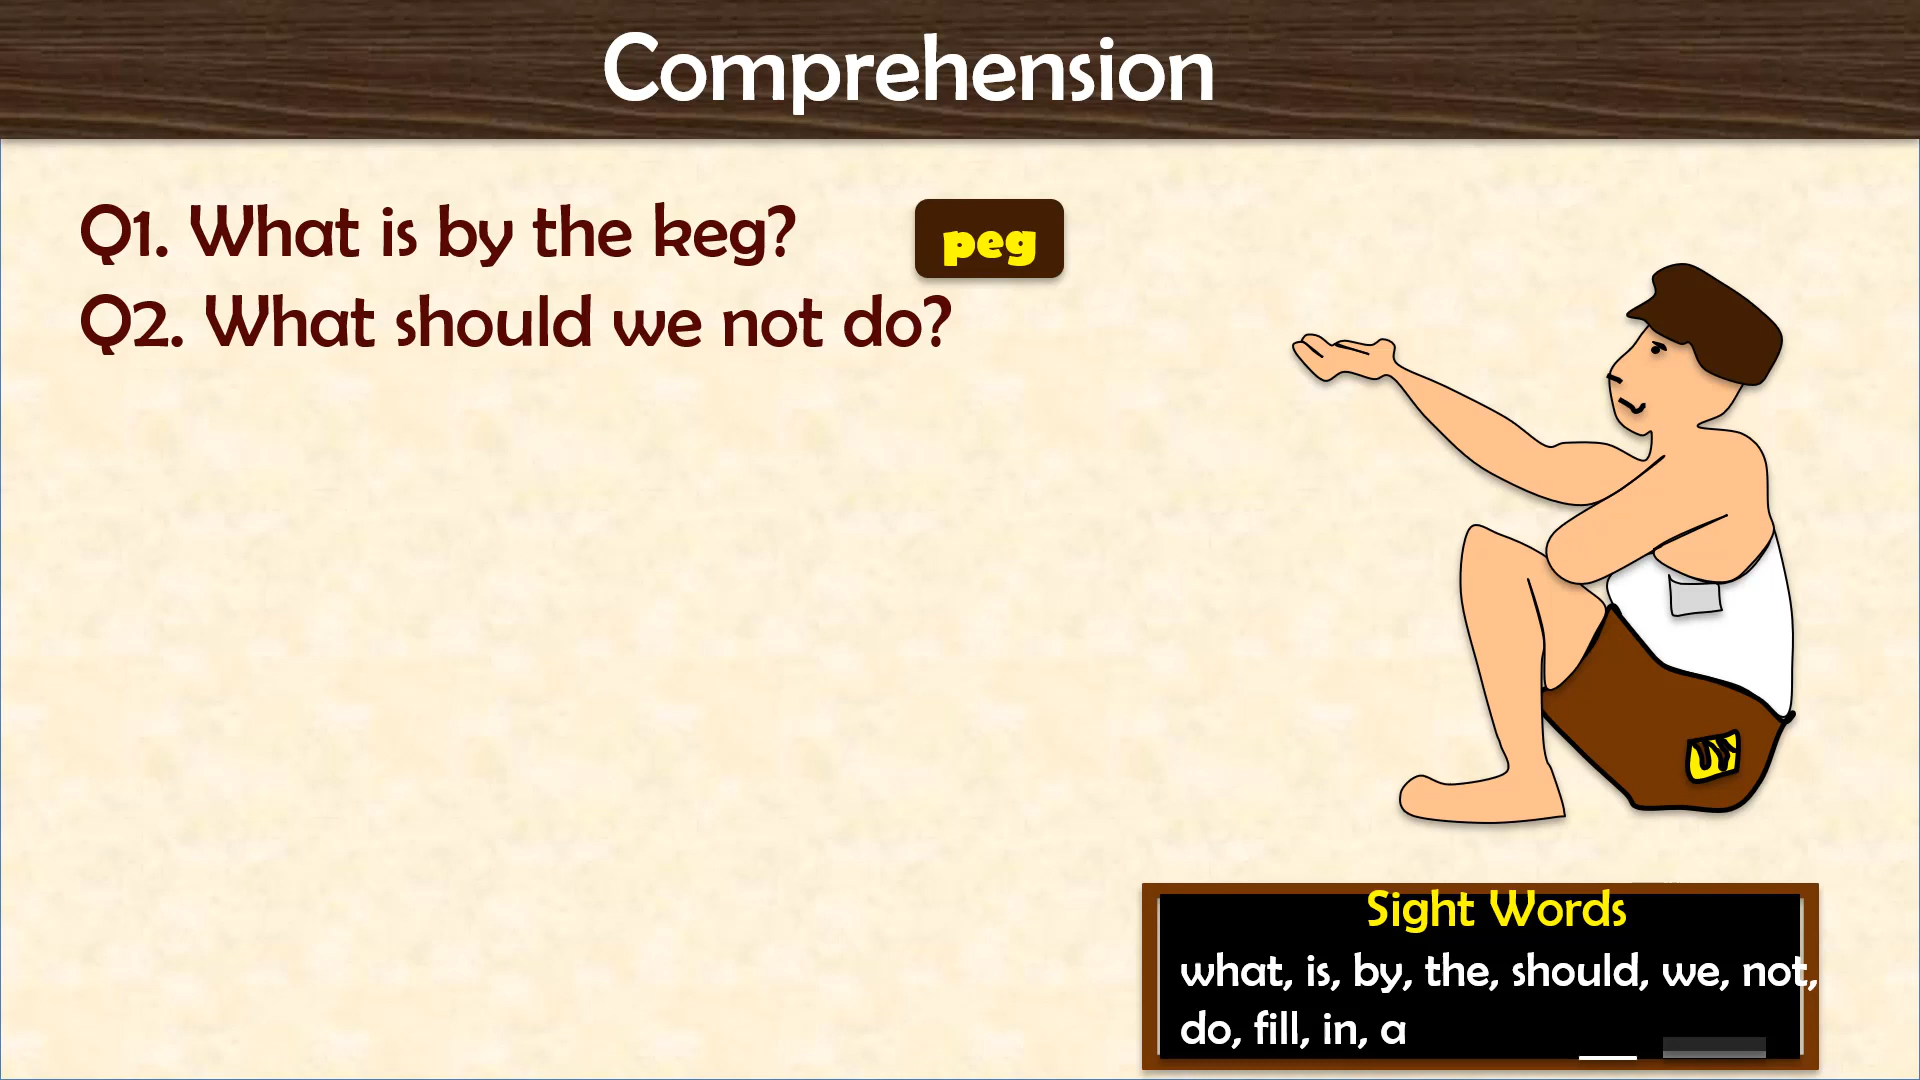 Comprehension
Q1. What is by the keg?
peg
Q2. What should we not do?
Sight Words
what, is, by, the, should, we, not,
do, fill, in, a